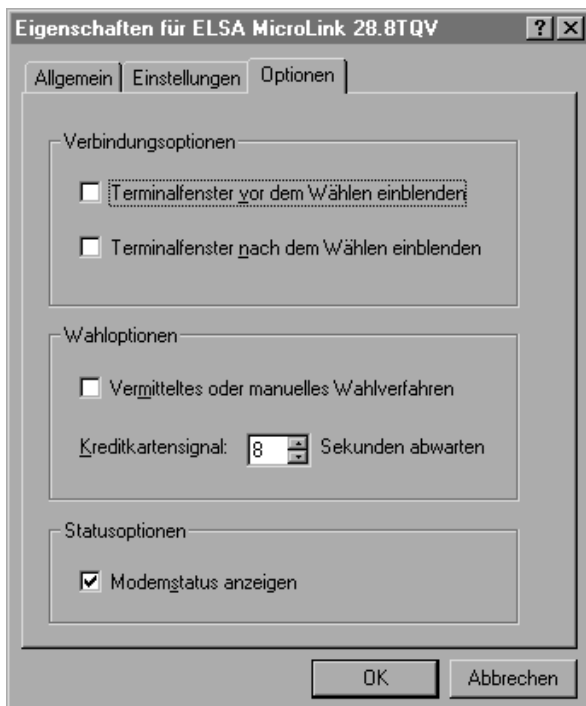 Eigenschaften für ELSA MicroLink 28.8TQV
Allgemein Einstellungen Optionen
Verbindungsoptionen
Terminalfenster vor dem Wählen einblenden
Terminalfenster nach dem Wählen einblenden
Wahloptionen
Vermitteltes oder manuelles Wahlverfahren
Kreditkartensignal: 8 Sekunden abwarten
Statusoptionen
Modemstatus anzeigen
OK Abbrechen